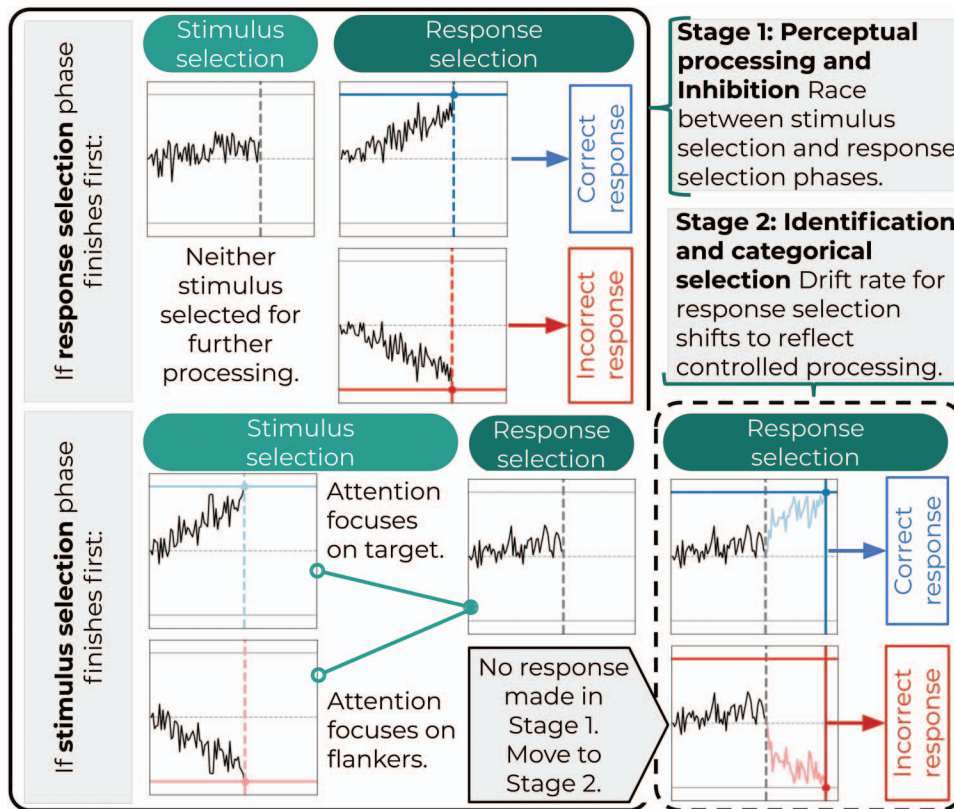 If response selection phase
finishes first:
Stimulus
selection
Response
selection
Correct
response
Neither
stimulus
selected for
further
processing.
Incorrect
response
Stage 1: Perceptual
processing and
Inhibition Race
between stimulus
selection and response
selection phases.
Stage 2: Identification
and categorical
selection Drift rate for
response selection
shifts to reflect
controlled processing.
If stimulus selection phase
finishes first:
Stimulus
selection
Response
selection
Attention
focuses
on target.
Attention
focuses on
flankers.
No response
made in
Stage 1.
Move to
Stage 2.
Response
selection
Correct
response
Incorrect
response